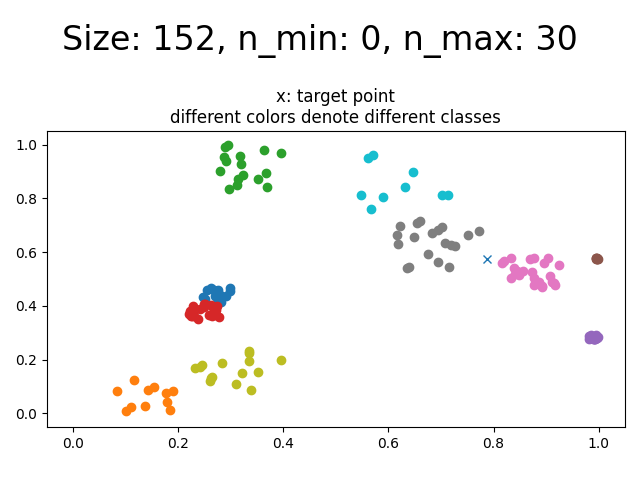 Size: 152, n_min: 0, n_max: 30
x: target point
different colors denote different classes
1.0
0.8
0.6
0.4
0.2
0.0
0.0 0.2 0.4 0.6 0.8 1.0